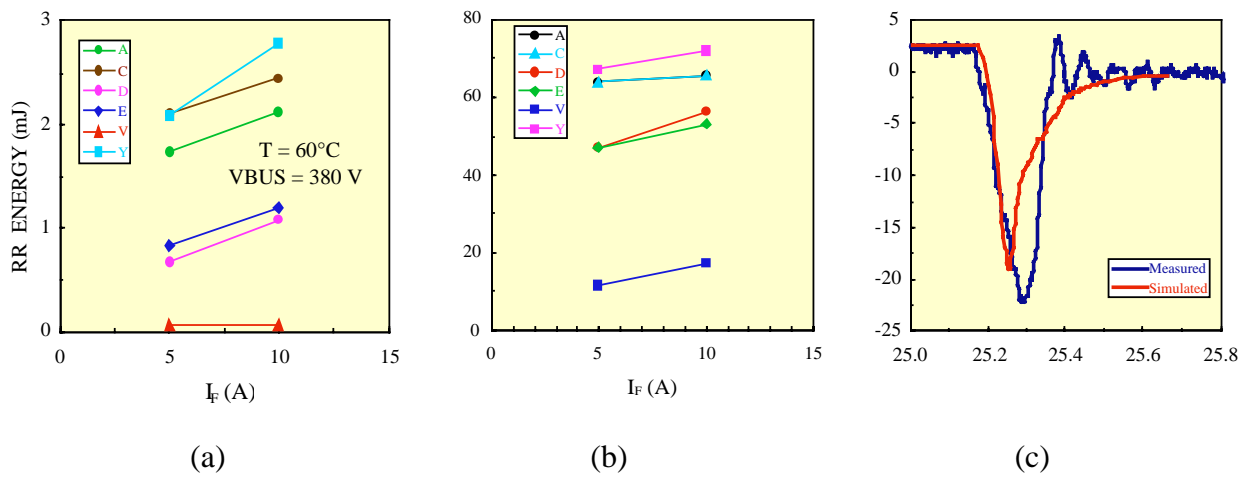 3
2
1
0
RR ENERGY (mJ)
A
C
D
E
V
Y
T = 60°C
VBUS = 380 V
0
5
10
15
IF (A)
(a)
80
60
40
20
0
A
C
D
E
V
Y
0
5
10
15
IF (A)
(b)
5
0
-5
-10
-15
-20
-25
Measured
Simulated
25.0
25.2
25.4
25.6
25.8
(c)